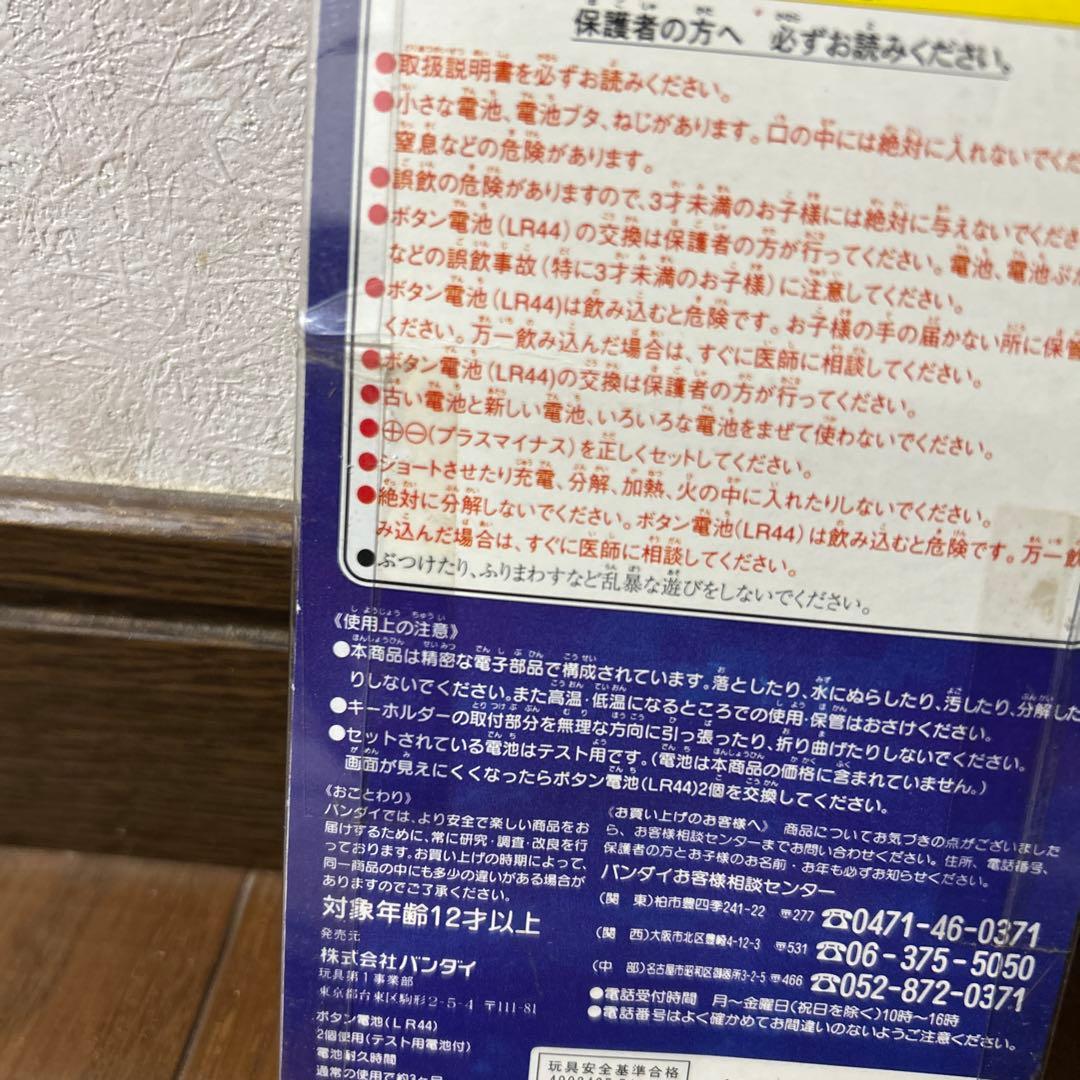 保護者の方へ 必ずお読みください。
●取扱説明書を必ずお読みください。
●小さな電池、電池ブタ、ねじがあります。口の中には絶対に入れないでくだ
窒息などの危険があります。
●誤飲の危険がありますので、3才未満のお子様には絶対に与えないでくださ
●ボタン電池(LR44)の交換は保護者の方が行ってください。電池、電池ぶた
などの誤飲事故(特に3才未満のお子様)に注意してください。
●ボタン電池(LR44)は飲み込むと危険です。お子様の手の届かない所に保管
ください。万一飲み込んだ場合は、すぐに医師に相談してください。
●ボタン電池(LR44)の交換は保護者の方が行ってください。
●古い電池と新しい電池、いろいろな電池をまぜて使わないでください。
●⊕⊖(プラスマイナス)を正しくセットしてください。
●ショートさせたり充電、分解、加熱、火の中に入れたりしないでください。
●絶対に分解しないでください。ボタン電池(LR44)は飲み込むと危険です。万一飲
み込んだ場合は、すぐに医師に相談してください。
●ぶつけたり、ふりまわすなど乱暴な遊びをしないでください。
《使用上の注意》
●本商品は精密な電子部品で構成されています。落としたり、水にぬらしたり、汚したり、分解した
りしないでください。また高温・低温になるところでの使用・保管はおさけください。
●キーホルダーの取付部分を無理な方向に引っ張ったり、折り曲げたりしないでください。
●セットされている電池はテスト用です。(電池は本商品の価格に含まれていません。)
画面が見えにくくなったらボタン電池(LR44)2個を交換してください。
《おことわり》
バンダイでは、より安全で楽しい商品をお
届けするために、常に研究・調査・改良を行
っております。お買い上げの時期によって、
同一商品の中にも多少の違いがある場合が
ありますのでご了承ください。
対象年齢12才以上
発売元
株式会社バンダイ
玩具第1事業部
東京都台東区駒形2-5-4 〒111-81
ボタン電池(LR44)
2個使用(テスト用電池付)
電池耐久時間
通常の使用で約3ヶ月
《お買い上げのお客様へ》 商品についてお気づきの点がございました
ら、お客様相談センターまでお問い合わせください。住所、電話番号、
保護者の方とお子様のお名前・お年も必ずお知らせください。
バンダイお客様相談センター
(関 東)柏市豊四季241-22 〒277 ☎0471-46-0371
(関 西)大阪市北区豊崎4-12-3 〒531 ☎06-375-5050
(中 部)名古屋市昭和区御器所3-2-5 〒466 ☎052-872-0371
●電話受付時間 月〜金曜日(祝日を除く)10時〜16時
●電話番号はよく確かめてお間違いのないようご注意ください。
玩具安全基準合格